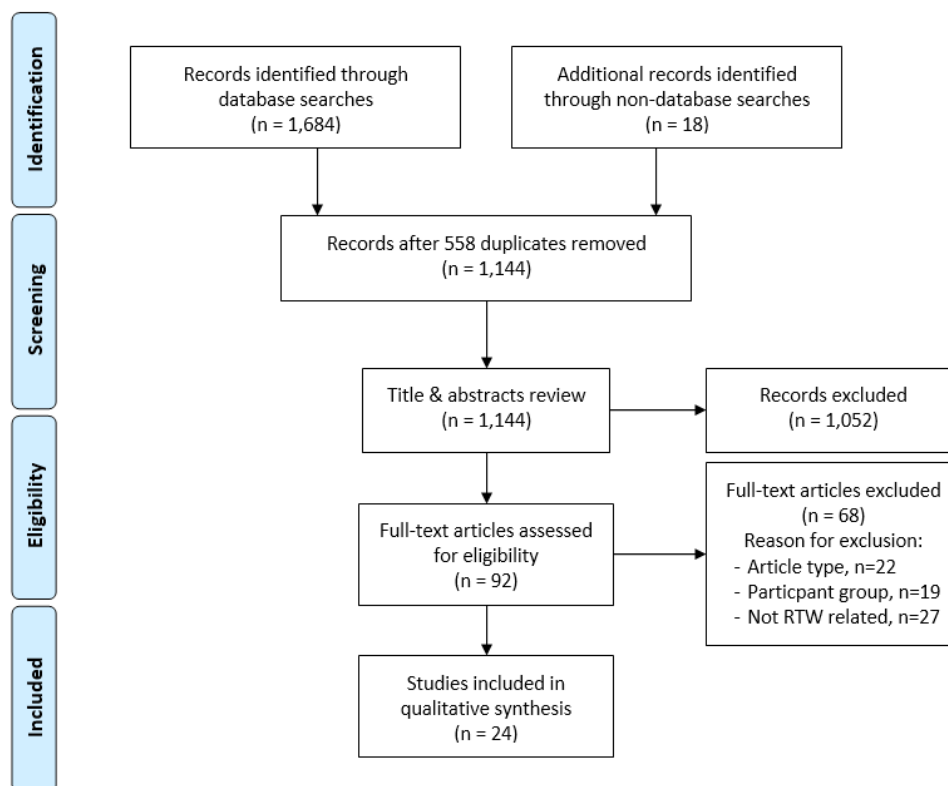 Identification
Records identified through
database searches
(n = 1,684)
Additional records identified
through non-database searches
(n = 18)
Screening
Records after 558 duplicates removed
(n = 1,144)
Title & abstracts review
(n = 1,144)
Records excluded
(n = 1,052)
Eligibility
Full-text articles assessed
for eligibility
(n = 92)
Full-text articles excluded
(n = 68)
Reason for exclusion:
- Article type, n=22
- Particpant group, n=19
- Not RTW related, n=27
Included
Studies included in
qualitative synthesis
(n = 24)